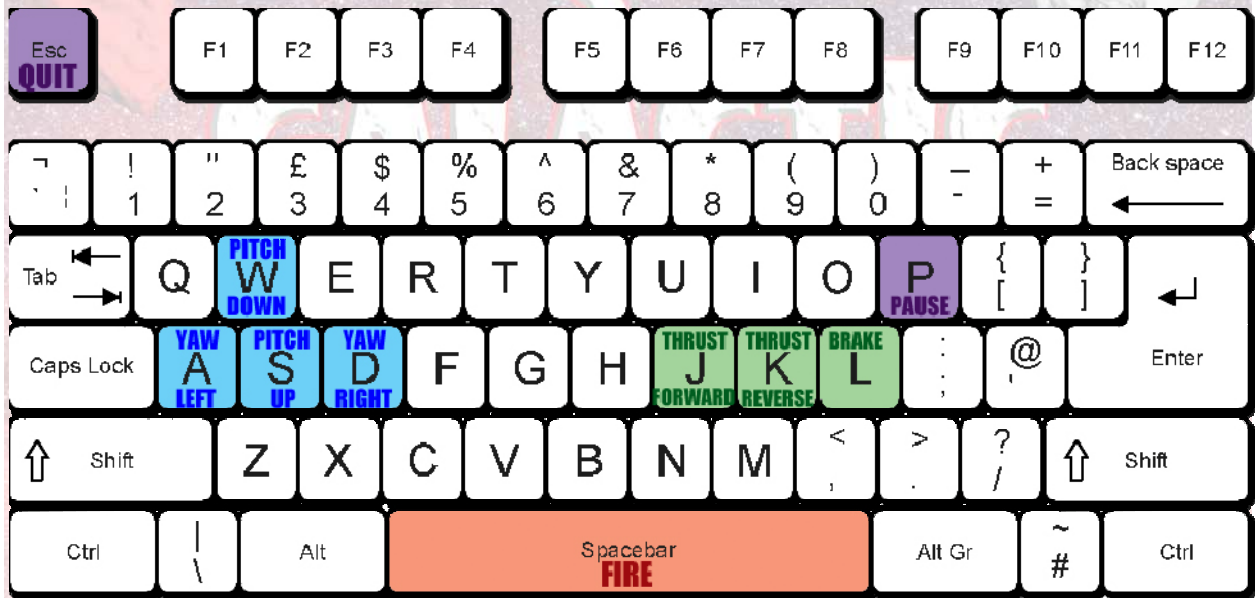 Esc
QUIT
F1 F2 F3 F4 F5 F6 F7 F8 F9 F10 F11 F12
¬ ! " £ $ % ^ & * ( ) _ + Back space
` ¦ 1 2 3 4 5 6 7 8 9 0 - =
PITCH
Tab Q W E R T Y U I O P { [ } ]
DOWN PAUSE
YAW PITCH YAW THRUST THRUST BRAKE
Caps Lock A S D F G H J K L : ; @ ' Enter
LEFT UP RIGHT FORWARD REVERSE
Shift Z X C V B N M < , > . ? / Shift
Ctrl | \ Alt Spacebar Alt Gr ~ # Ctrl
FIRE